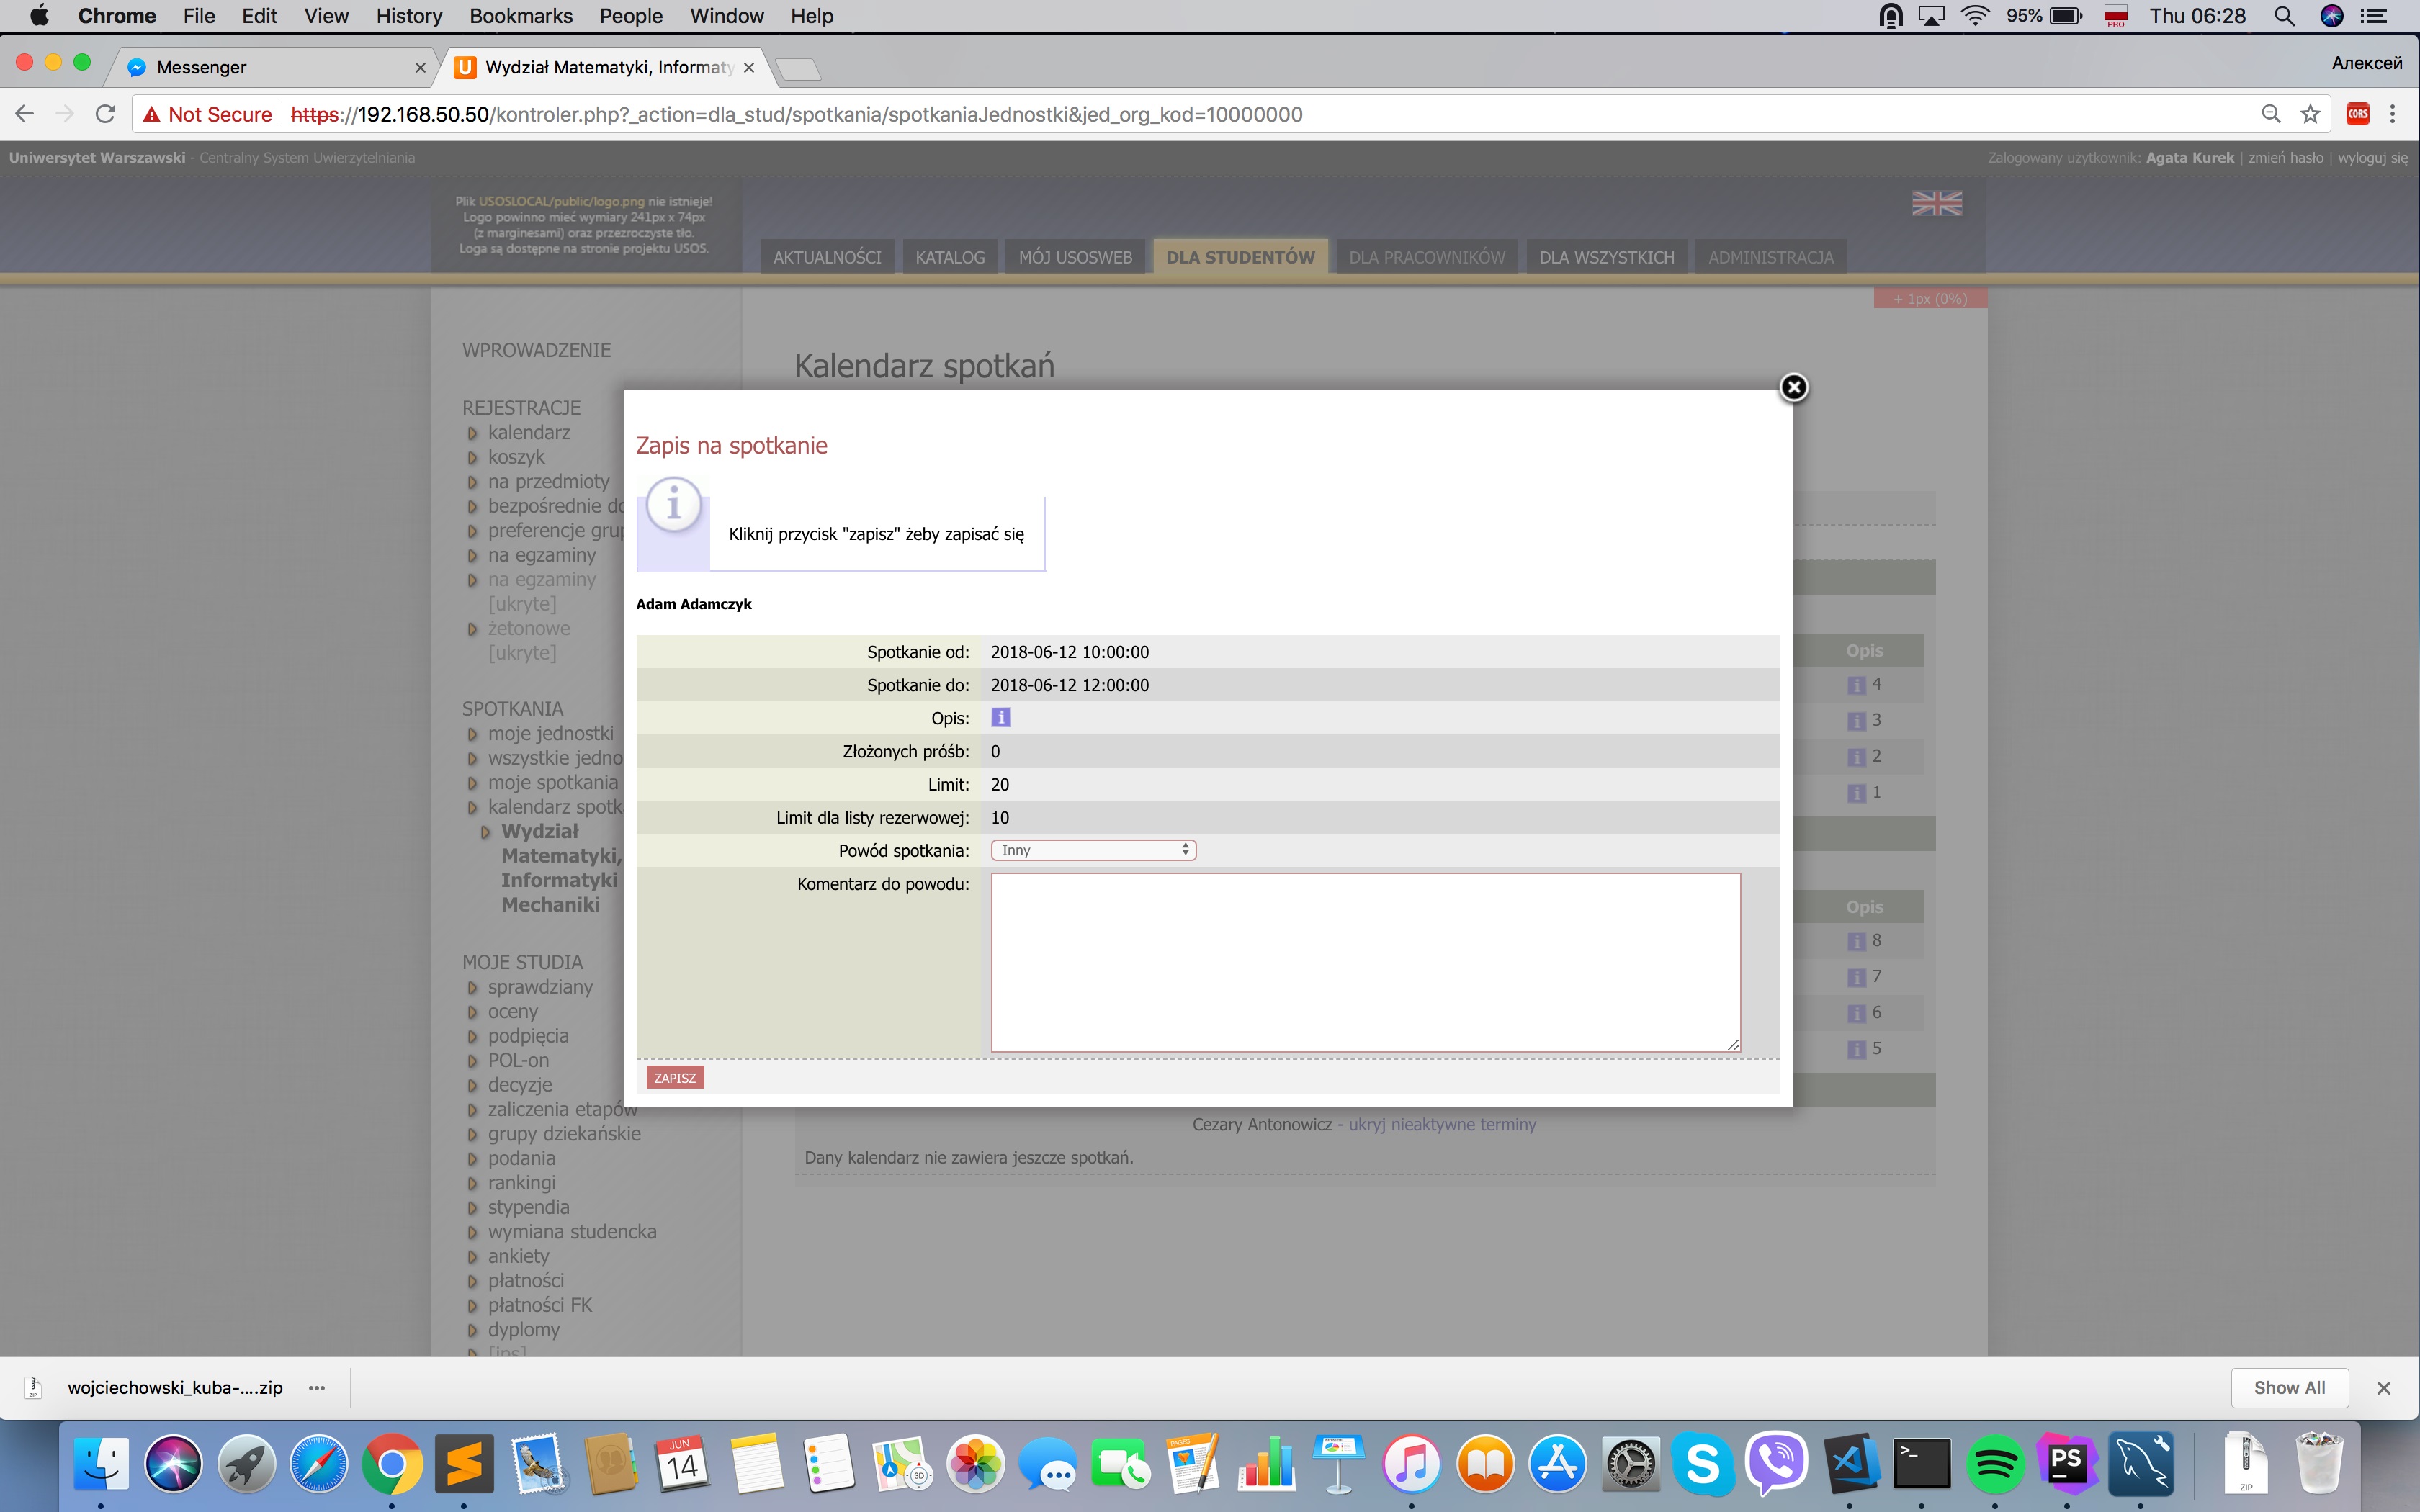 Chrome File Edit View History Bookmarks People Window Help 95% PRO Thu 06:28
Messenger
Wydział Matematyki, Informaty
Алексей
Not Secure https://192.168.50.50/kontroler.php?_action=dla_stud/spotkania/spotkaniaJednostki&jed_org_kod=10000000 CORS
Uniwersytet Warszawski - Centralny System Uwierzytelniania
Zalogowany użytkownik: Agata Kurek | zmień hasło | wyloguj się
Plik USOSLOCAL/public/logo.png nie istnieje!
Logo powinno mieć wymiary 241px x 74px
(z marginesami) oraz przezroczyste tło.
Loga są dostępne na stronie projektu USOS.
AKTUALNOŚCI KATALOG MÓJ USOSWEB DLA STUDENTÓW DLA PRACOWNIKÓW DLA WSZYSTKICH ADMINISTRACJA
+ 1px (0%)
WPROWADZENIE
REJESTRACJE
kalendarz
koszyk
na przedmioty
bezpośrednie do
preferencje grup
na egzaminy
na egzaminy
[ukryte]
żetonowe
[ukryte]
SPOTKANIA
moje jednostki
wszystkie jedno
moje spotkania
kalendarz spotk
Wydział
Matematyki,
Informatyki
Mechaniki
MOJE STUDIA
sprawdziany
oceny
podpięcia
POL-on
decyzje
zaliczenia etapów
grupy dziekańskie
podania
rankingi
stypendia
wymiana studencka
ankiety
płatności
płatności FK
dyplomy
[ips]
Kalendarz spotkań
Zapis na spotkanie
Kliknij przycisk "zapisz" żeby zapisać się
Adam Adamczyk
Spotkanie od: 2018-06-12 10:00:00
Spotkanie do: 2018-06-12 12:00:00
Opis:
Złożonych próśb: 0
Limit: 20
Limit dla listy rezerwowej: 10
Powód spotkania: Inny
Komentarz do powodu:
ZAPISZ
Opis
4
3
2
1
Opis
8
7
6
5
Cezary Antonowicz - ukryj nieaktywne terminy
Dany kalendarz nie zawiera jeszcze spotkań.
wojciechowski_kuba-....zip
Show All
JUN
14
3D
PAGES
PS
ZIP